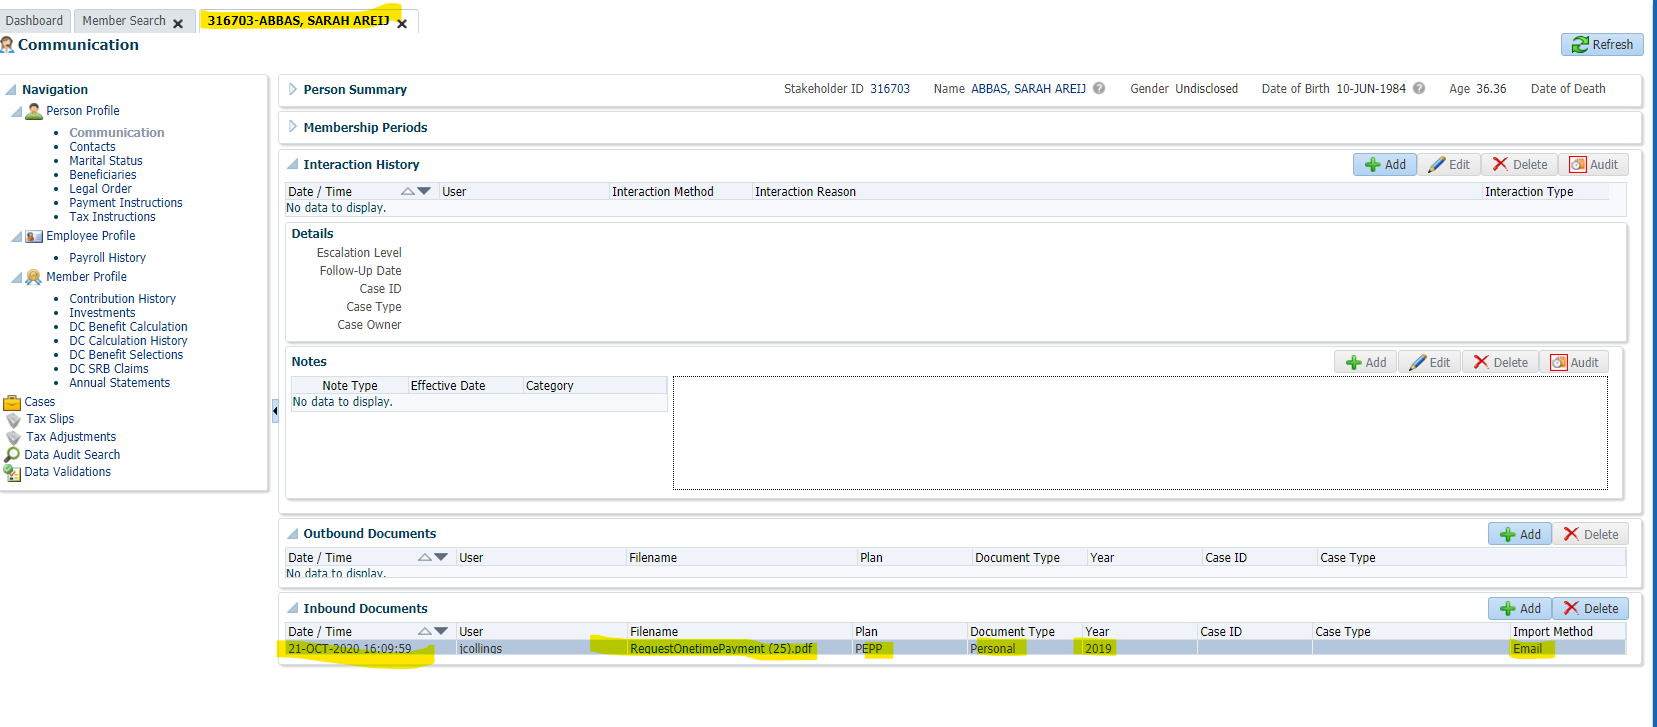 Dashboard Member Search 316703-ABBAS, SARAH AREIJ
Communication Refresh
Navigation
Person Profile
Communication
Contacts
Marital Status
Beneficiaries
Legal Order
Payment Instructions
Tax Instructions
Employee Profile
Payroll History
Member Profile
Contribution History
Investments
DC Benefit Calculation
DC Calculation History
DC Benefit Selections
DC SRB Claims
Annual Statements
Cases
Tax Slips
Tax Adjustments
Data Audit Search
Data Validations
Person Summary Stakeholder ID 316703 Name ABBAS, SARAH AREIJ Gender Undisclosed Date of Birth 10-JUN-1984 Age 36.36 Date of Death
Membership Periods
Interaction History Add Edit Delete Audit
Date / Time User Interaction Method Interaction Reason Interaction Type
No data to display.
Details
Escalation Level
Follow-Up Date
Case ID
Case Type
Case Owner
Notes Add Edit Delete Audit
Note Type Effective Date Category
No data to display.
Outbound Documents Add Delete
Date / Time User Filename Plan Document Type Year Case ID Case Type
No data to display.
Inbound Documents Add Delete
Date / Time User Filename Plan Document Type Year Case ID Case Type Import Method
21-OCT-2020 16:09:59 jcollings RequestOnetimePayment (25).pdf PEPP Personal 2019 Email